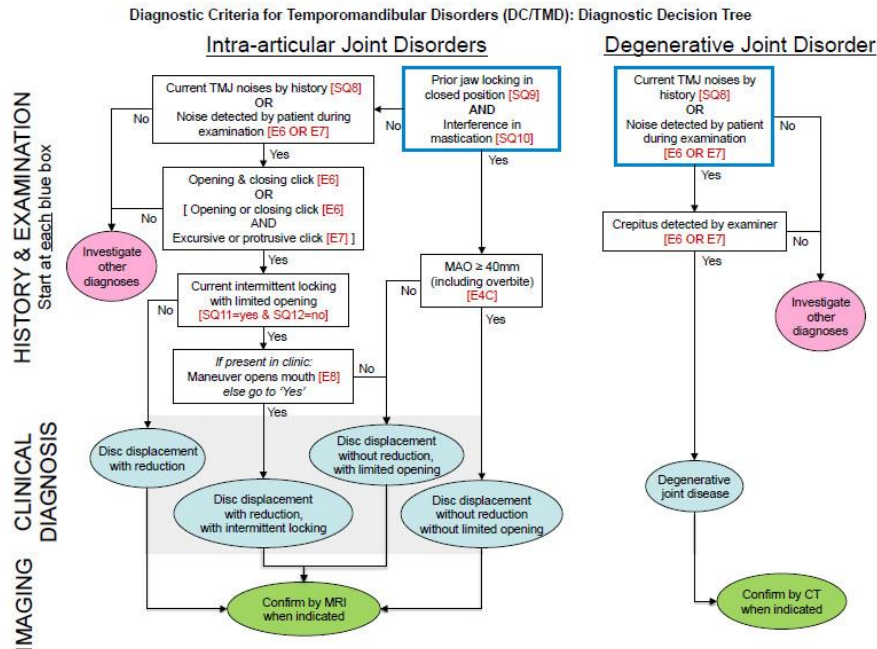 Diagnostic Criteria for Temporomandibular Disorders (DC/TMD): Diagnostic Decision Tree
Intra-articular Joint Disorders
Degenerative Joint Disorder
HISTORY & EXAMINATION
Start at each blue box
Current TMJ noises by history [SQ8]
OR
Noise detected by patient during
examination [E6 OR E7]
No
Yes
Prior jaw locking in
closed position [SQ9]
AND
Interference in
mastication [SQ10]
No
Yes
Opening & closing click [E6]
OR
[ Opening or closing click [E6]
AND
Excursive or protrusive click [E7] ]
No
Yes
Investigate
other
diagnoses
Current intermittent locking
with limited opening
[SQ11=yes & SQ12=no]
No
Yes
MAO ≥ 40mm
(including overbite)
[E4C]
No
Yes
If present in clinic:
Maneuver opens mouth [E8]
else go to 'Yes'
No
Yes
Current TMJ noises by
history [SQ8]
OR
Noise detected by patient
during examination
[E6 OR E7]
No
Yes
Crepitus detected by examiner
[E6 OR E7]
No
Yes
Investigate
other
diagnoses
CLINICAL
DIAGNOSIS
Disc displacement
with reduction
Disc displacement
with reduction,
with intermittent locking
Disc displacement
without reduction,
with limited opening
Disc displacement
without reduction
without limited opening
Degenerative
joint disease
IMAGING
Confirm by MRI
when indicated
Confirm by CT
when indicated